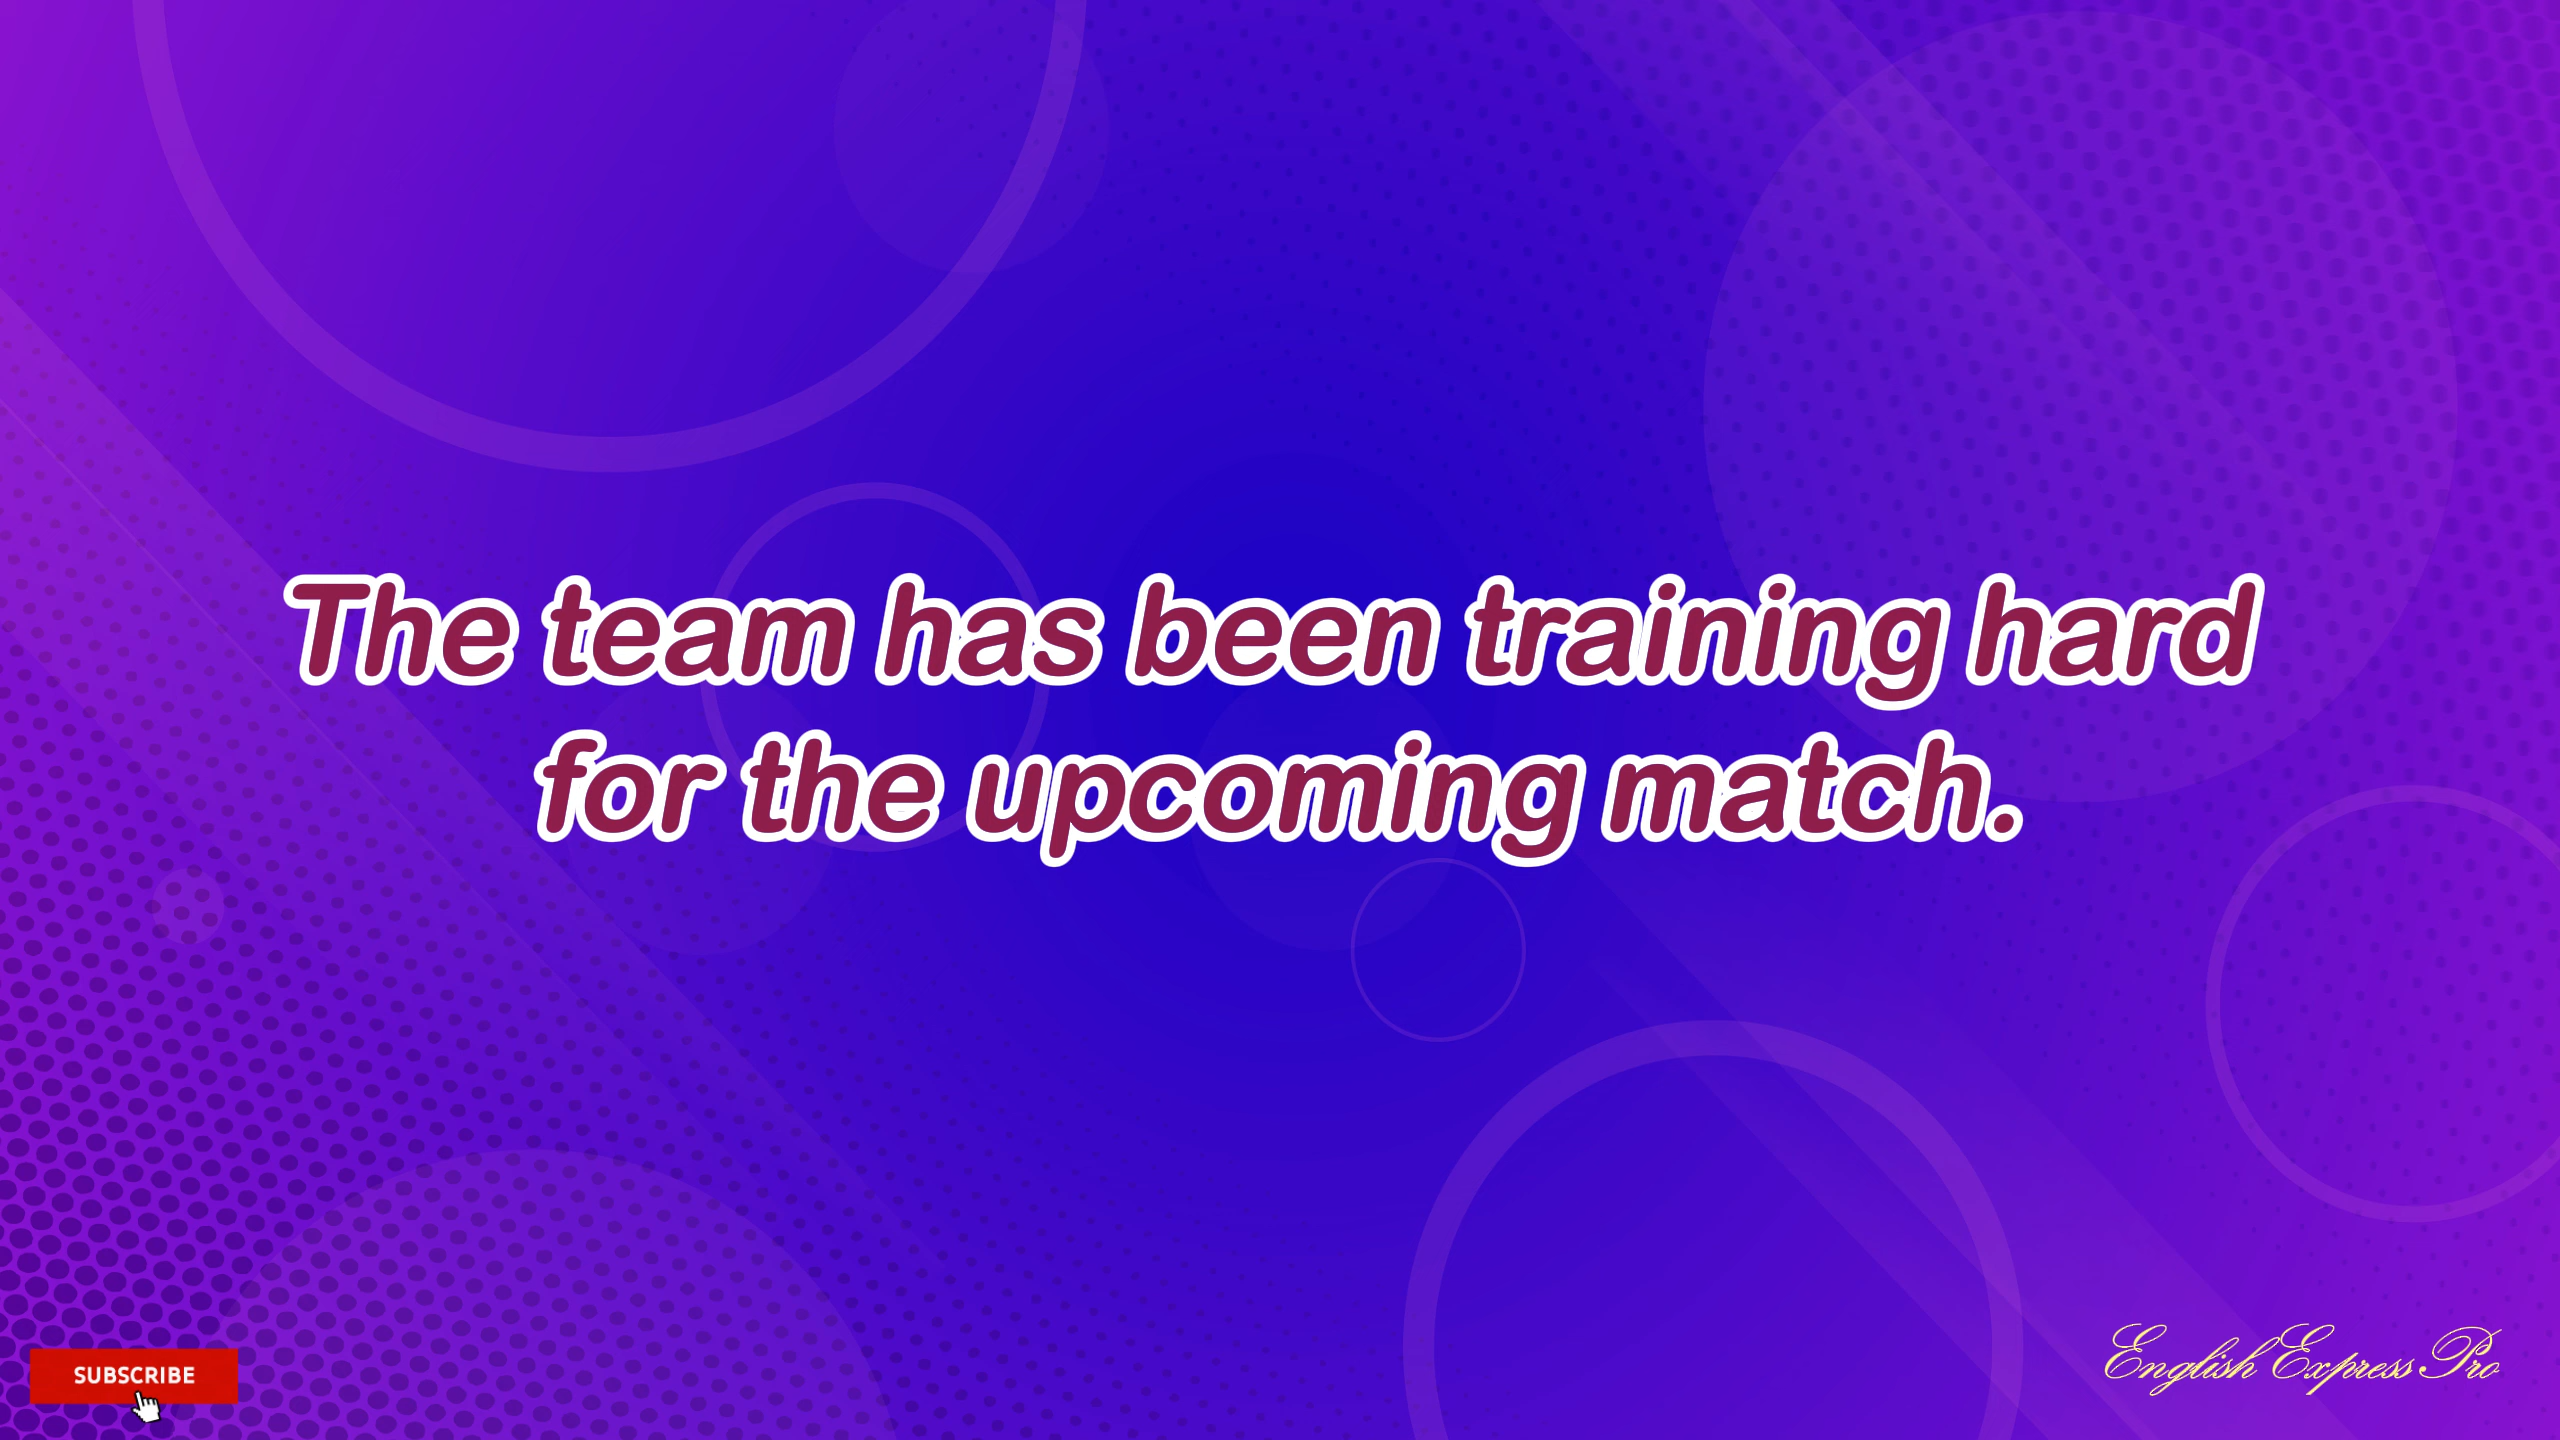 The team has been training hard
for the upcoming match.
SUBSCRIBE
English Express Pro